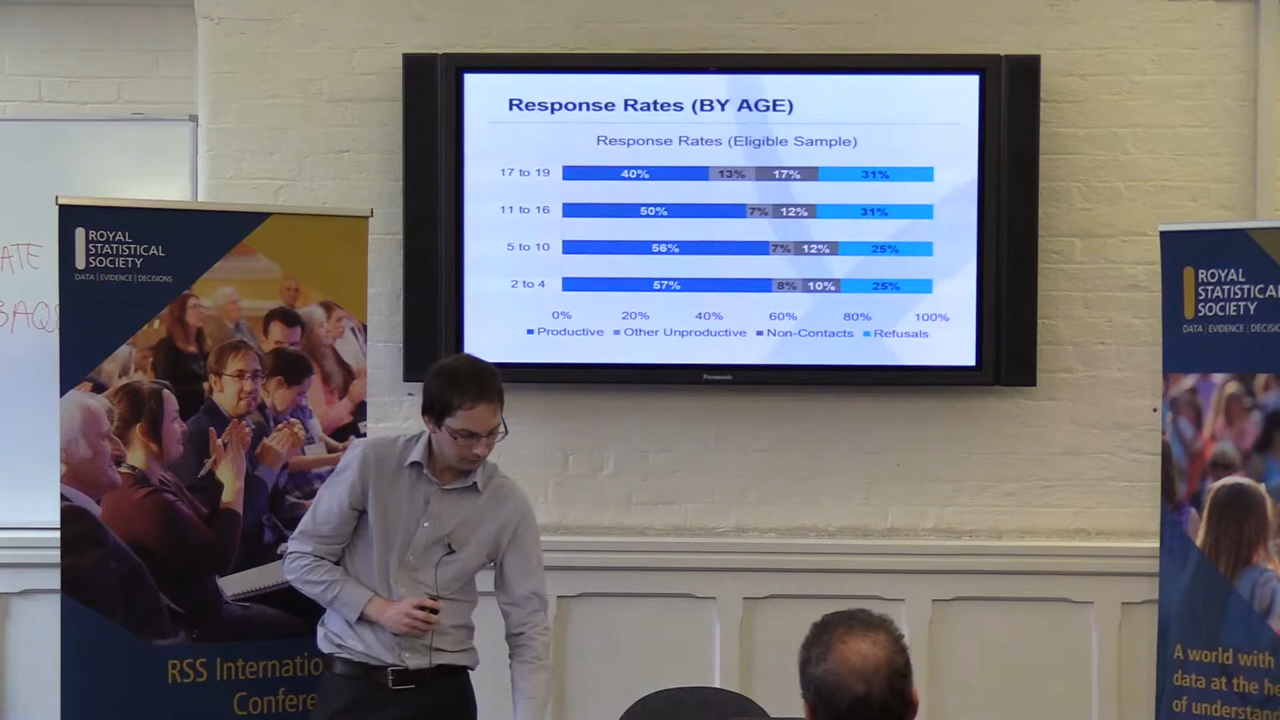 ATE
BAQS
ROYAL
STATISTICAL
SOCIETY
DATA | EVIDENCE | DECISIONS
RSS Internatio
Confere
Response Rates (BY AGE)
Response Rates (Eligible Sample)
17 to 19 40% 13% 17% 31%
11 to 16 50% 7% 12% 31%
5 to 10 56% 7% 12% 25%
2 to 4 57% 8% 10% 25%
0% 20% 40% 60% 80% 100%
Productive Other Unproductive Non-Contacts Refusals
Panasonic
ROYAL
STATISTICA
SOCIETY
DATA | EVIDENCE | DECISIO
A world with
data at the he
of understan